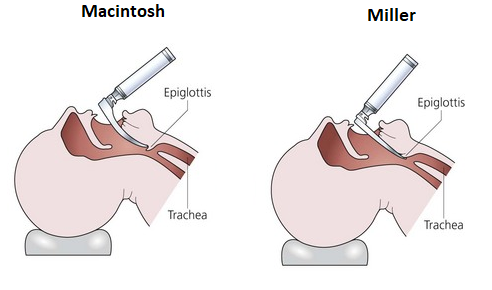 Macintosh
Miller
Epiglottis
Epiglottis
Trachea
Trachea